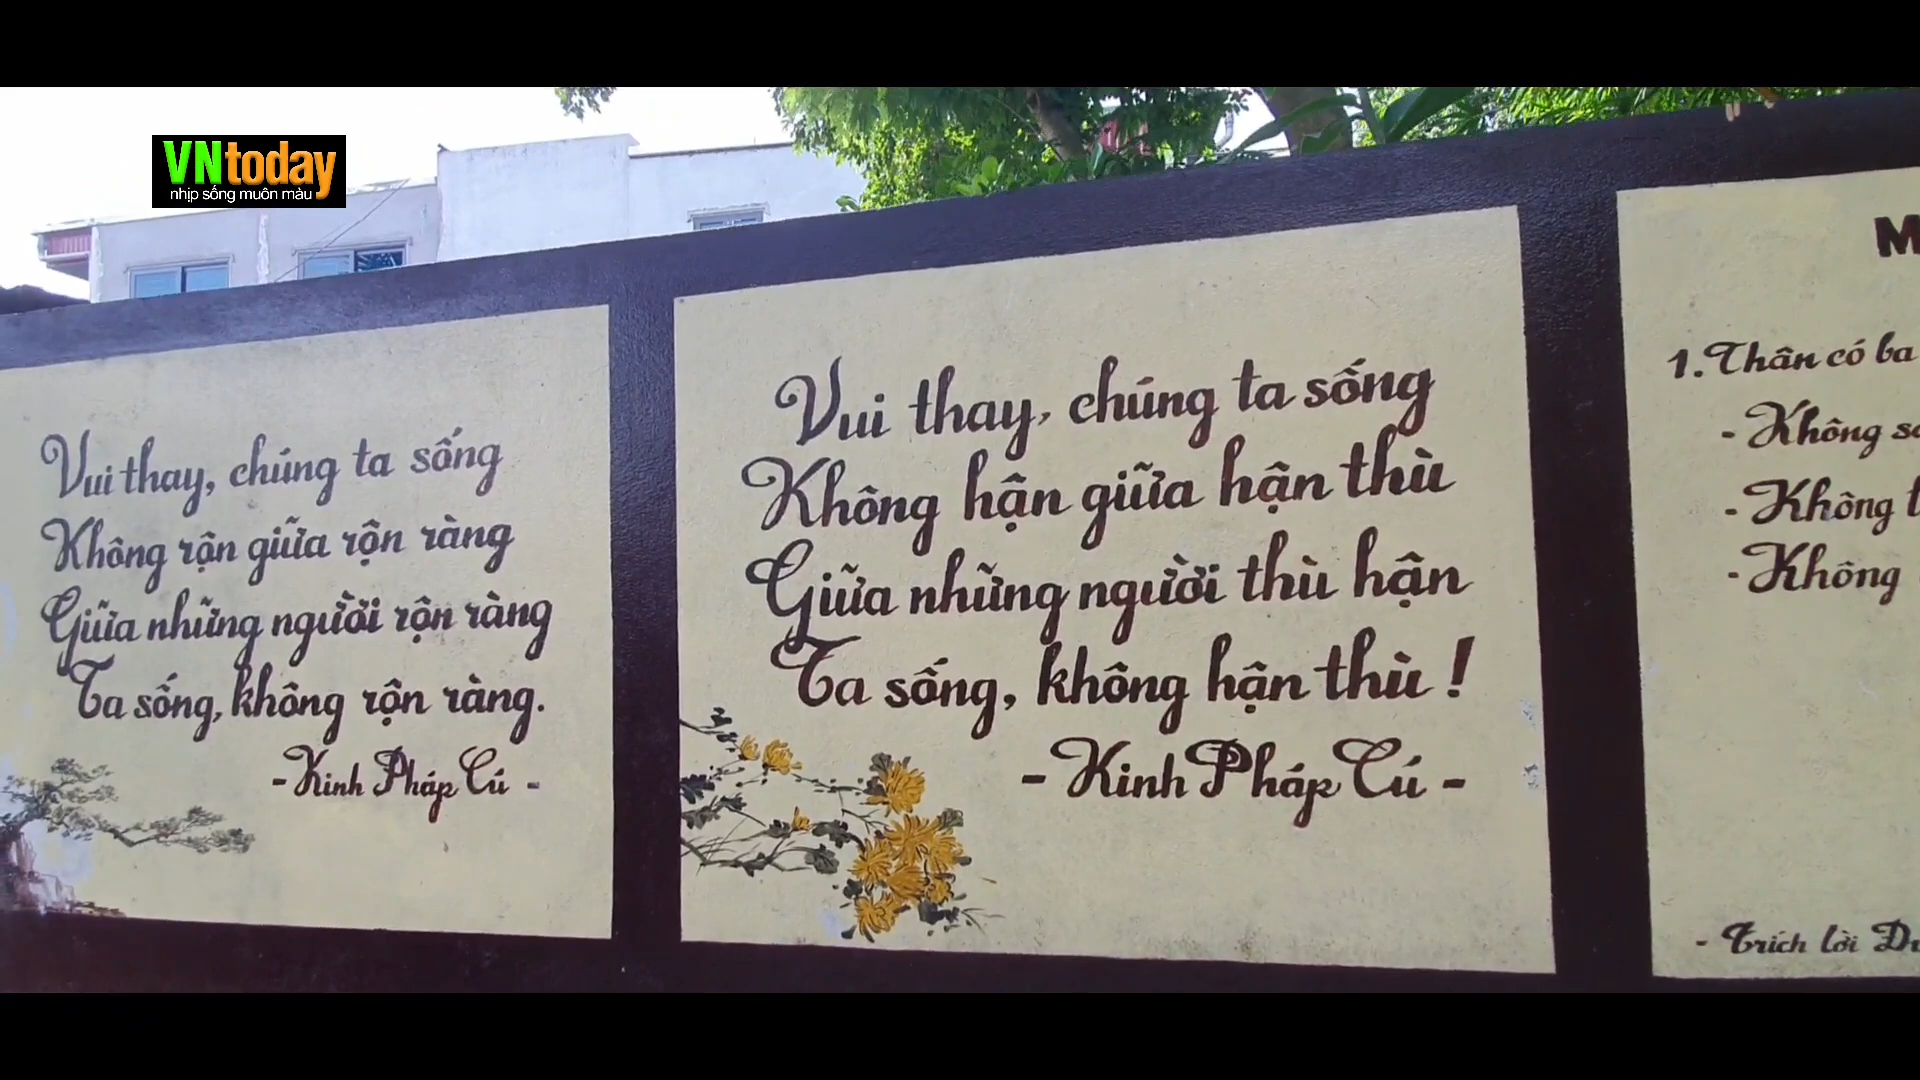 VNtoday
nhịp sống muôn màu
Vui thay, chúng ta sống
Không rộn giữa rộn ràng
Giữa những người rộn ràng
Ta sống, không rộn ràng.
- Kinh Pháp Cú -
Vui thay, chúng ta sống
Không hận giữa hận thù
Giữa những người thù hận
Ta sống, không hận thù !
- Kinh Pháp Cú -
1. Thân có ba
- Không
- Không
- Không
- Trích lời